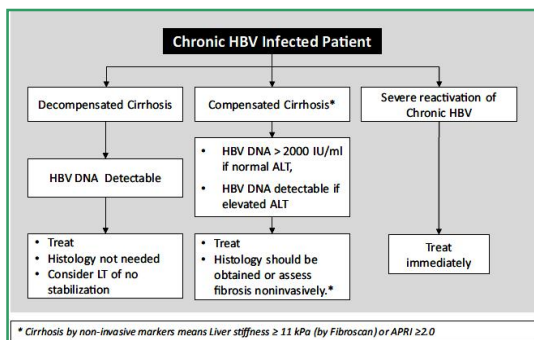 Chronic HBV Infected Patient
Decompensated Cirrhosis
Compensated Cirrhosis*
Severe reactivation of
Chronic HBV
HBV DNA Detectable
• HBV DNA > 2000 IU/ml
if normal ALT,
• HBV DNA detectable if
elevated ALT
• Treat
• Histology not needed
• Consider LT of no
stabilization
• Treat
• Histology should be
obtained or assess
fibrosis noninvasively.*
Treat
immediately
* Cirrhosis by non-invasive markers means Liver stiffness ≥ 11 kPa (by Fibroscan) or APRI ≥2.0